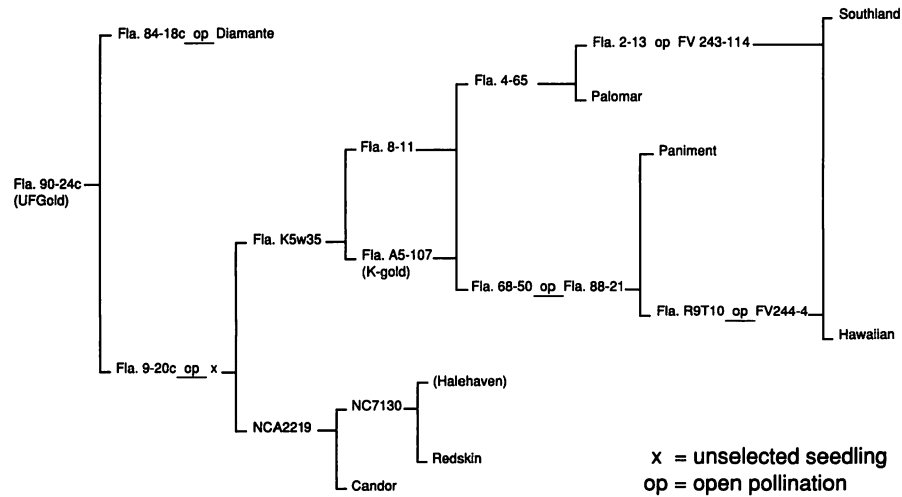 Southland
Fla. 84-18c op Diamante
Fla. 2-13 op FV 243-114
Fla. 4-65
Palomar
Fla. 8-11
Paniment
Fla. 90-24c
(UFGold)
Fla. K5w35
Fla. A5-107
(K-gold)
Fla. 68-50 op Fla. 88-21
Fla. R9T10 op FV244-4
Hawaiian
Fla. 9-20c op x
(Halehaven)
NC7130
NCA2219
Redskin
Candor
x = unselected seedling
op = open pollination